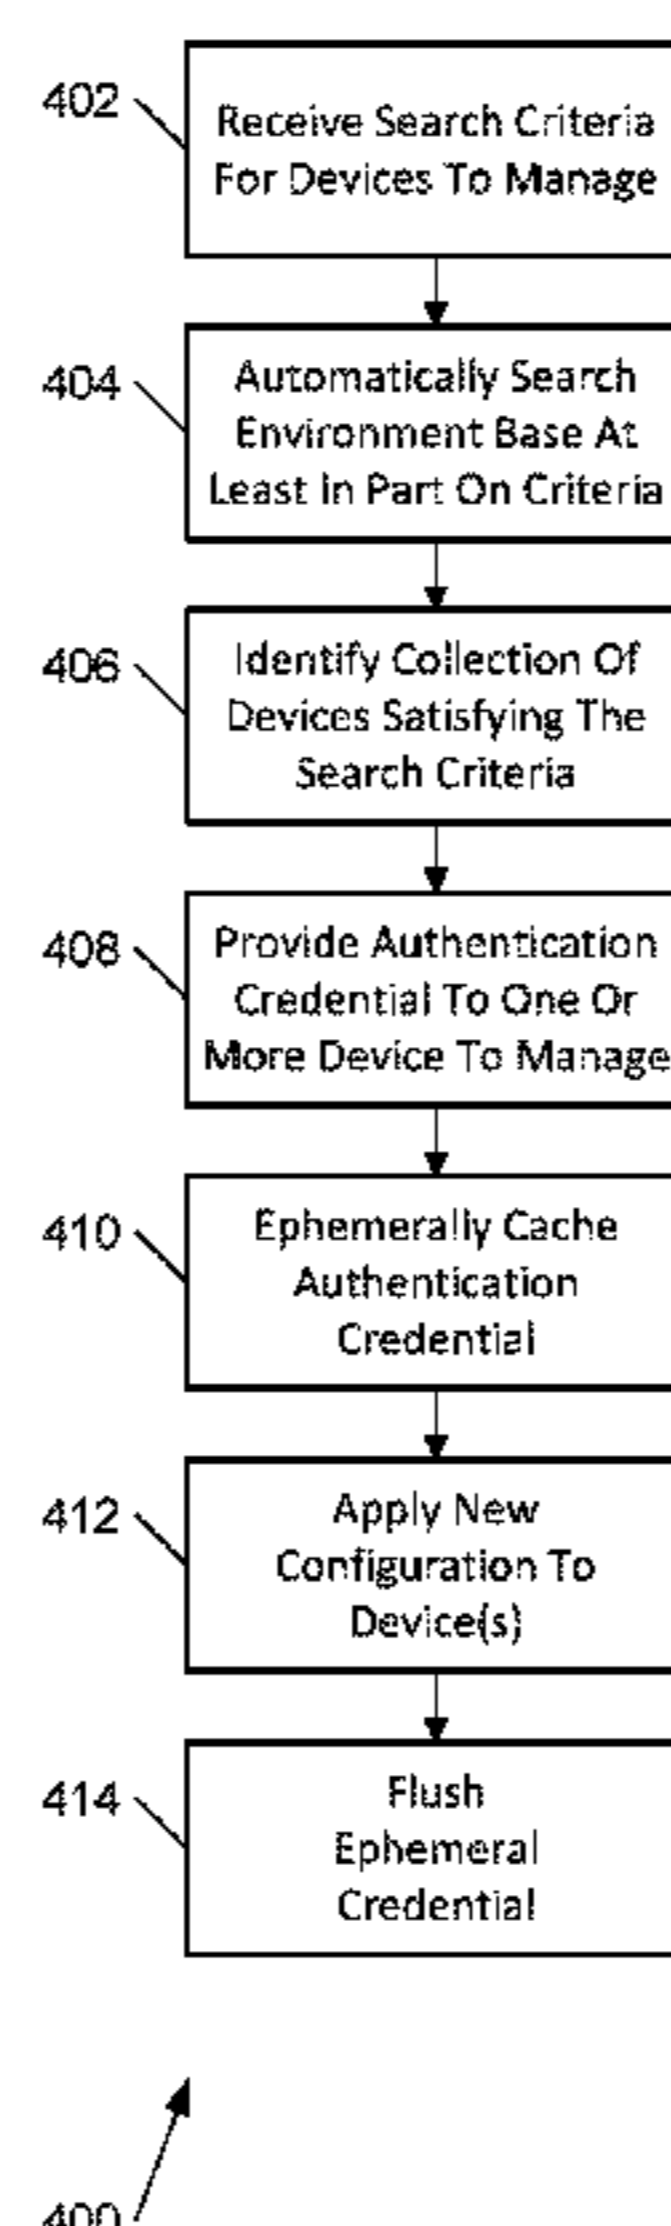 402
Receive Search Criteria
For Devices To Manage
404
Automatically Search
Environment Base At
Least In Part On Criteria
406
Identify Collection Of
Devices Satisfying The
Search Criteria
408
Provide Authentication
Credential To One Or
More Device To Manage
410
Ephemerally Cache
Authentication
Credential
412
Apply New
Configuration To
Device(s)
414
Flush
Ephemeral
Credential
400